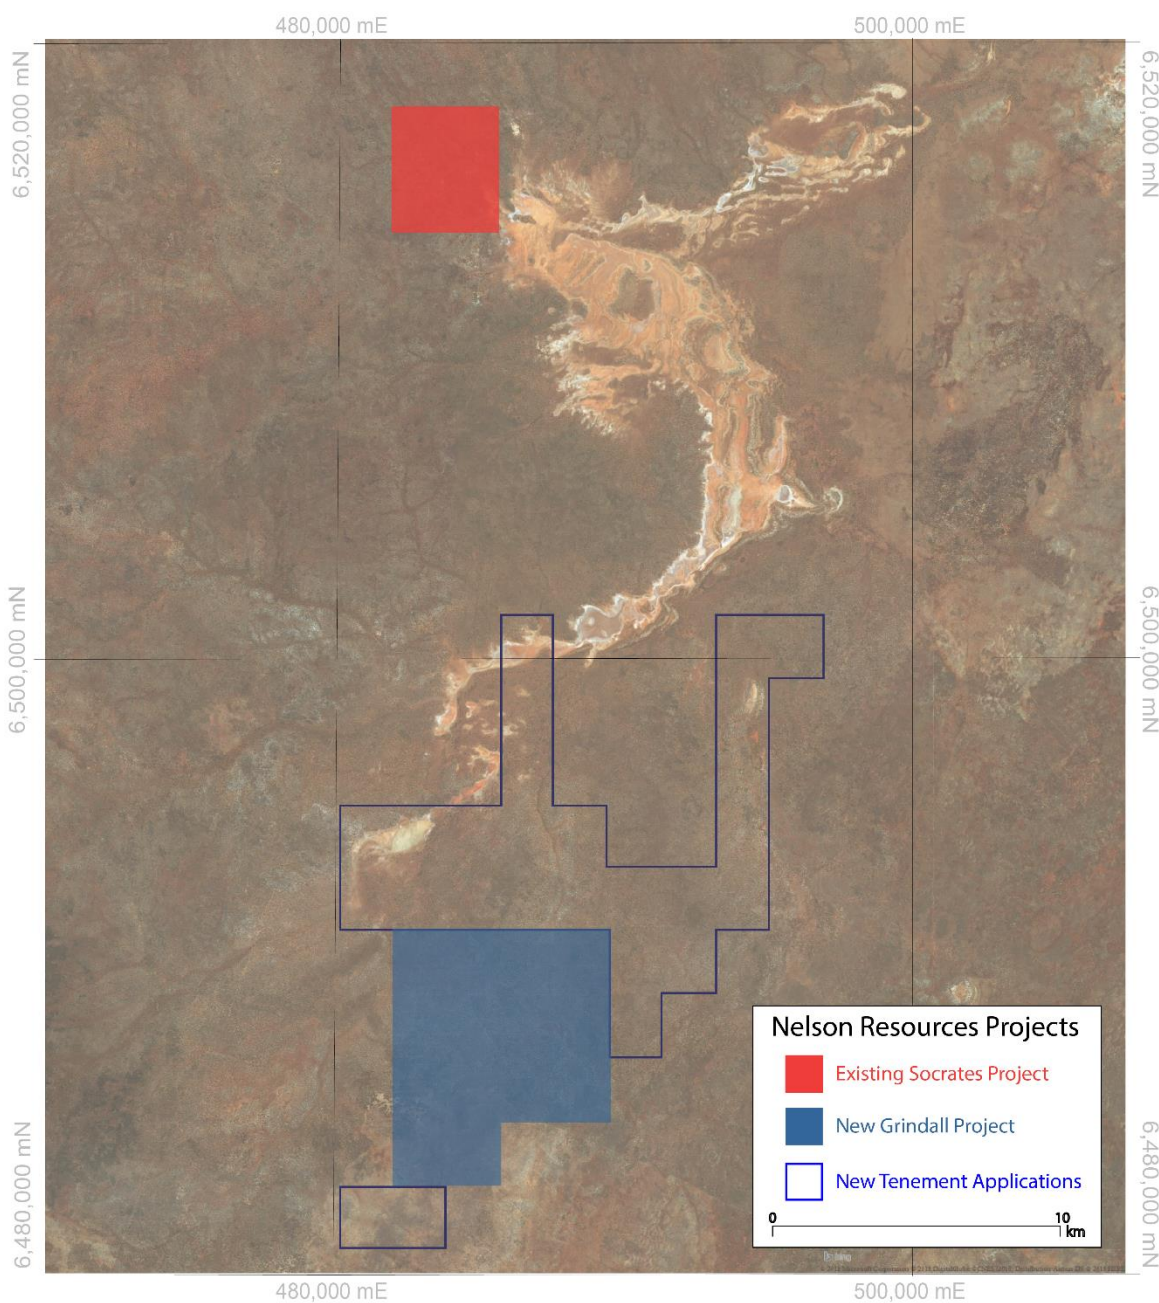 480,000 mE
500,000 mE
6,520,000 mN
6,520,000 mN
6,500,000 mN
6,500,000 mN
6,480,000 mN
6,480,000 mN
Nelson Resources Projects
Existing Socrates Project
New Grindall Project
New Tenement Applications
0
10
km
480,000 mE
500,000 mE